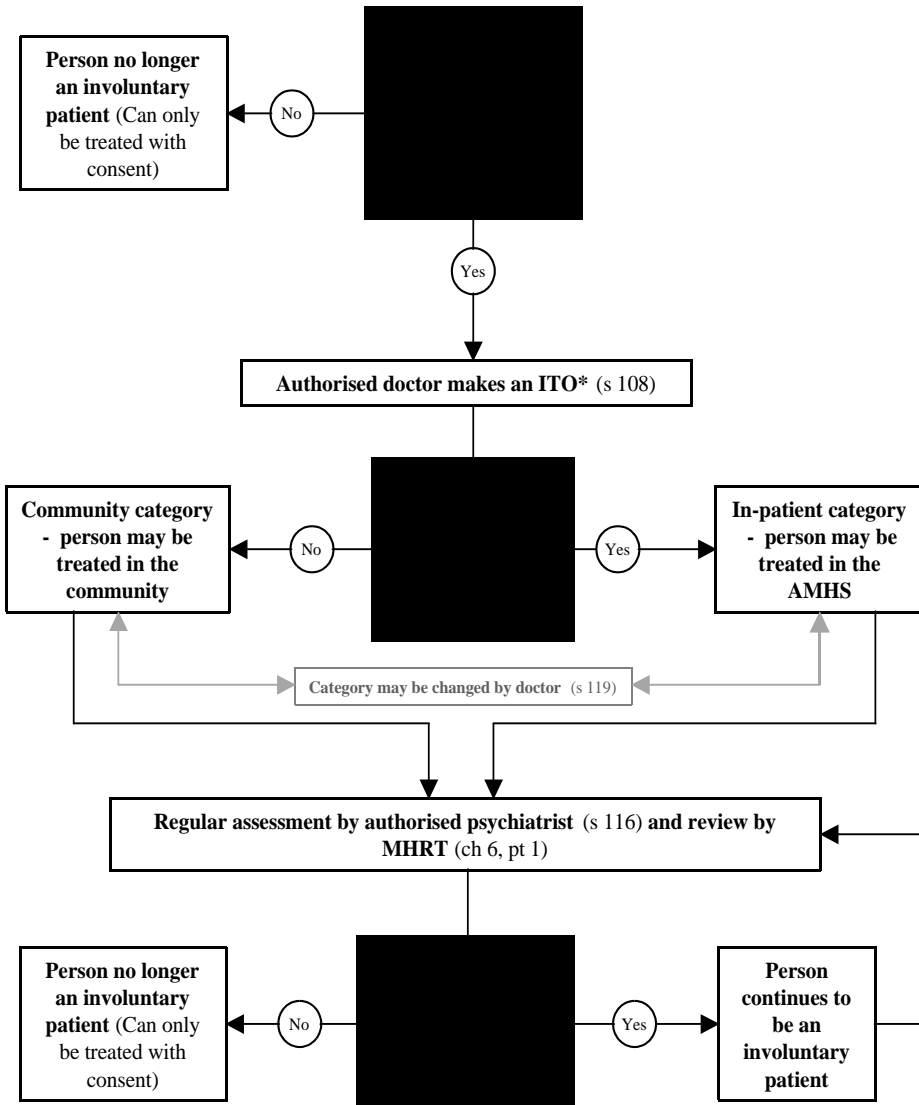 Person no longer
an involuntary
patient (Can only
be treated with
consent)
No
Yes
Authorised doctor makes an ITO* (s 108)
Community category
- person may be
treated in the
community
No
Yes
In-patient category
- person may be
treated in the
AMHS
Category may be changed by doctor (s 119)
Regular assessment by authorised psychiatrist (s 116) and review by
MHRT (ch 6, pt 1)
Person no longer
an involuntary
patient (Can only
be treated with
consent)
No
Yes
Person
continues to
be an
involuntary
patient